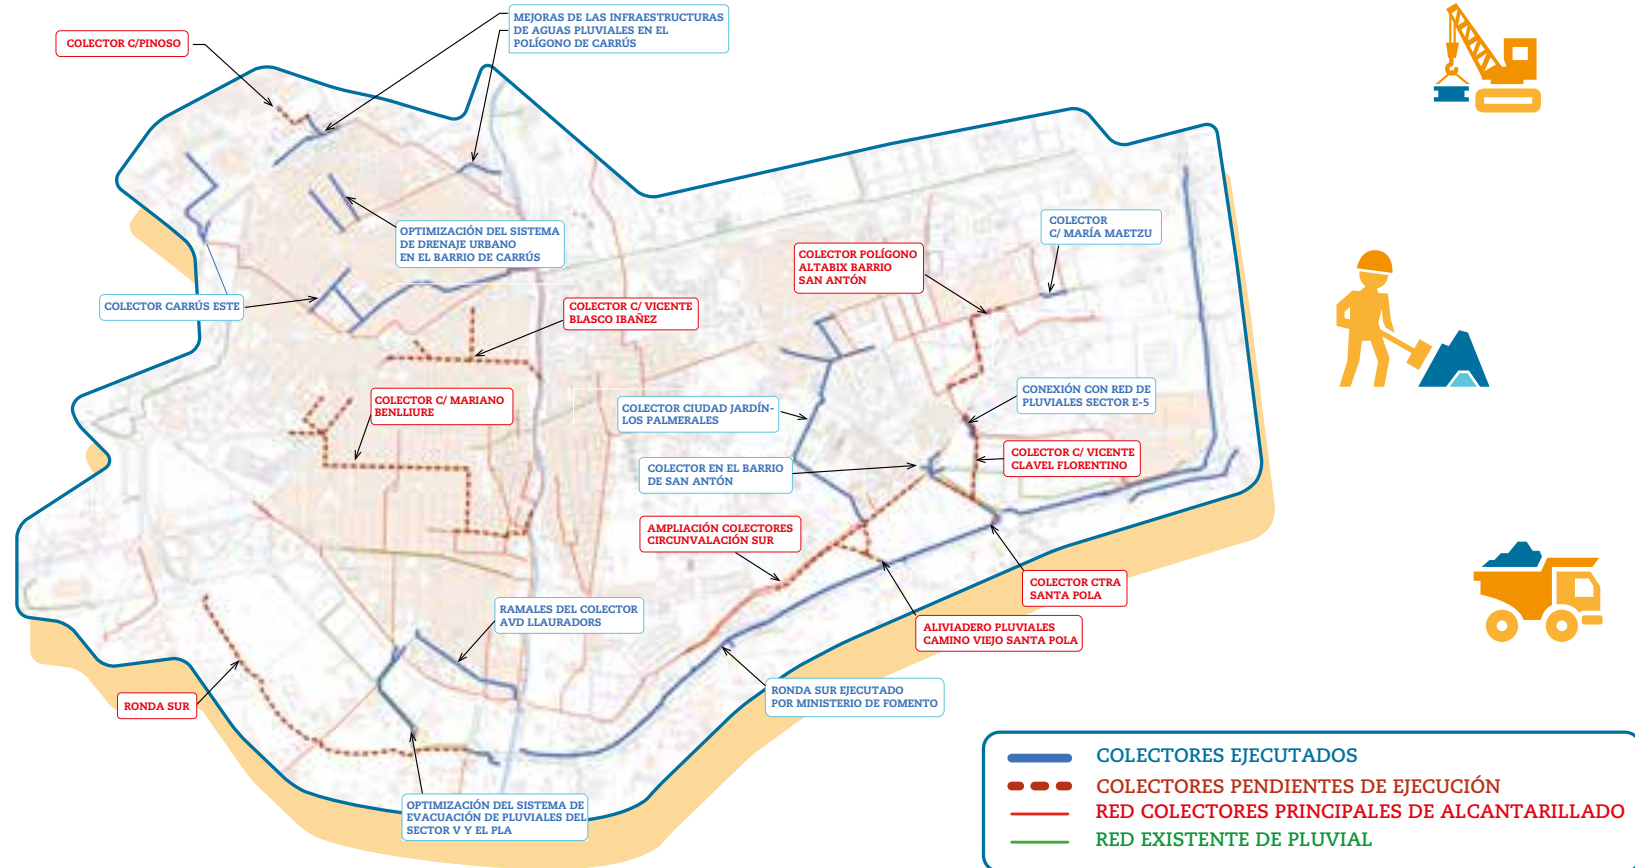 MEJORAS DE LAS INFRAESTRUCTURAS
DE AGUAS PLUVIALES EN EL
POLÍGONO DE CARRÚS
COLECTOR C/PINOSO
OPTIMIZACIÓN DEL SISTEMA
DE DRENAJE URBANO
EN EL BARRIO DE CARRÚS
COLECTOR
C/ MARÍA MAETZU
COLECTOR POLÍGONO
ALTABIX BARRIO
SAN ANTÓN
COLECTOR CARRÚS ESTE
COLECTOR C/ VICENTE
BLASCO IBAÑEZ
COLECTOR C/ MARIANO
BENLLIURE
COLECTOR CIUDAD JARDÍN-
LOS PALMERALES
CONEXIÓN CON RED DE
PLUVIALES SECTOR E-5
COLECTOR C/ VICENTE
CLAVEL FLORENTINO
COLECTOR EN EL BARRIO
DE SAN ANTÓN
AMPLIACIÓN COLECTORES
CIRCUNVALACIÓN SUR
COLECTOR CTRA
SANTA POLA
RAMALES DEL COLECTOR
AVD LLAURADORS
ALIVIADERO PLUVIALES
CAMINO VIEJO SANTA POLA
RONDA SUR
RONDA SUR EJECUTADO
POR MINISTERIO DE FOMENTO
OPTIMIZACIÓN DEL SISTEMA DE
EVACUACIÓN DE PLUVIALES DEL
SECTOR V Y EL PLA
COLECTORES EJECUTADOS
COLECTORES PENDIENTES DE EJECUCIÓN
RED COLECTORES PRINCIPALES DE ALCANTARILLADO
RED EXISTENTE DE PLUVIAL